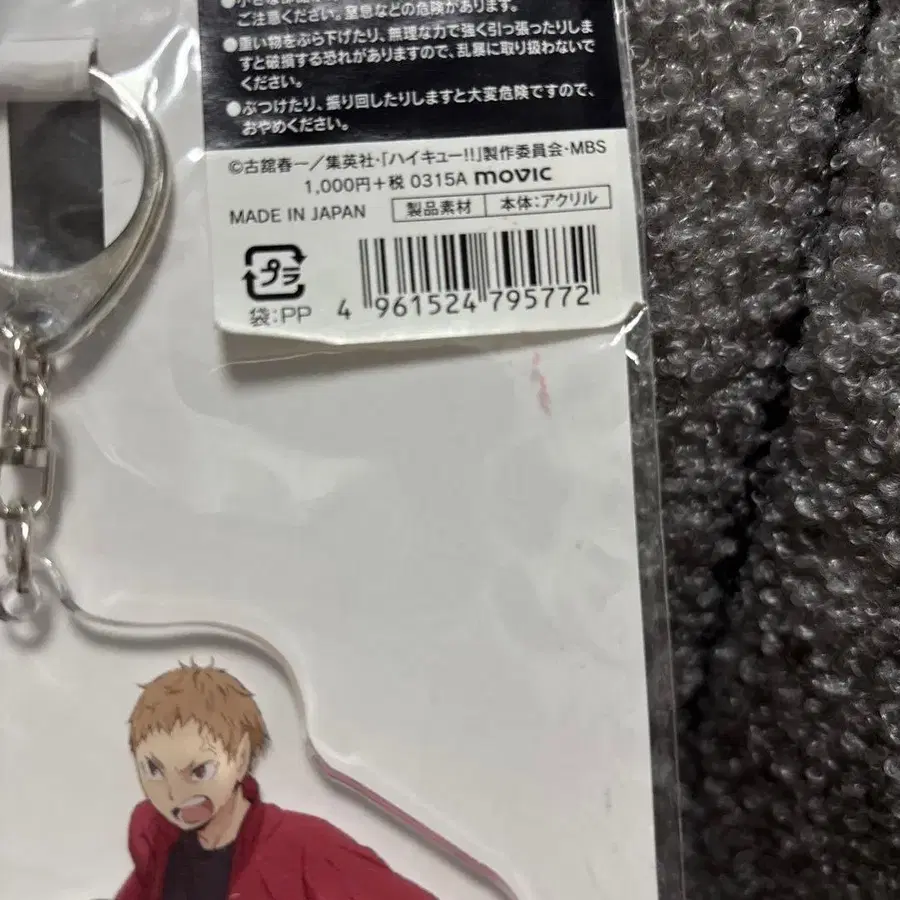 ご注意ください。窒息などの危険があります。
●重い物をぶら下げたり、無理な力で強く引っ張ったりしま
すと破損する恐れがありますので、乱暴に取り扱わないで
ください。
●ぶつけたり、振り回したりしますと大変危険ですので、
おやめください。
©古舘春一／集英社・「ハイキュー!!」製作委員会・MBS
1,000円+税 0315A movic
MADE IN JAPAN 製品素材 本体:アクリル
プラ
袋:PP 4 961524 795772